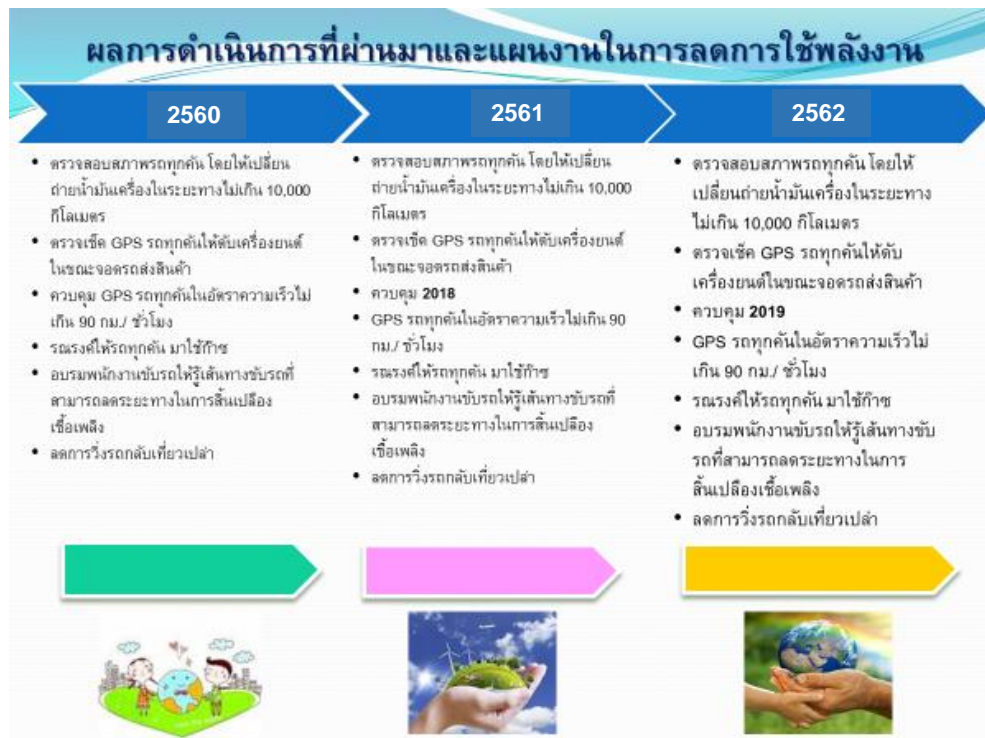 ผลการดำเนินการที่ผ่านมาและแผนงานในการลดการใช้พลังงาน
2560
• ตรวจสอบสภาพรถทุกคัน โดยให้เปลี่ยน
ถ่ายน้ำมันเครื่องในระยะทางไม่เกิน 10,000
กิโลเมตร
• ตรวจเช็ค GPS รถทุกคันให้ดับเครื่องยนต์
ในขณะจอดรถส่งสินค้า
• ควบคุม GPS รถทุกคันในอัตราความเร็วไม่
เกิน 90 กม./ ชั่วโมง
• รณรงค์ให้รถทุกคัน มาใช้ก๊าซ
• อบรมพนักงานขับรถให้รู้เส้นทางขับรถที่
สามารถลดระยะทางในการสิ้นเปลือง
เชื้อเพลิง
• ลดการวิ่งรถกลับเที่ยวเปล่า
2561
• ตรวจสอบสภาพรถทุกคัน โดยให้เปลี่ยน
ถ่ายน้ำมันเครื่องในระยะทางไม่เกิน 10,000
กิโลเมตร
• ตรวจเช็ค GPS รถทุกคันให้ดับเครื่องยนต์
ในขณะจอดรถส่งสินค้า
• ควบคุม 2018
• GPS รถทุกคันในอัตราความเร็วไม่เกิน 90
กม./ ชั่วโมง
• รณรงค์ให้รถทุกคัน มาใช้ก๊าซ
• อบรมพนักงานขับรถให้รู้เส้นทางขับรถที่
สามารถลดระยะทางในการสิ้นเปลือง
เชื้อเพลิง
• ลดการวิ่งรถกลับเที่ยวเปล่า
2562
• ตรวจสอบสภาพรถทุกคัน โดยให้
เปลี่ยนถ่ายน้ำมันเครื่องในระยะทาง
ไม่เกิน 10,000 กิโลเมตร
• ตรวจเช็ค GPS รถทุกคันให้ดับ
เครื่องยนต์ในขณะจอดรถส่งสินค้า
• ควบคุม 2019
• GPS รถทุกคันในอัตราความเร็วไม่
เกิน 90 กม./ ชั่วโมง
• รณรงค์ให้รถทุกคัน มาใช้ก๊าซ
• อบรมพนักงานขับรถให้รู้เส้นทางขับ
รถที่สามารถลดระยะทางในการ
สิ้นเปลืองเชื้อเพลิง
• ลดการวิ่งรถกลับเที่ยวเปล่า